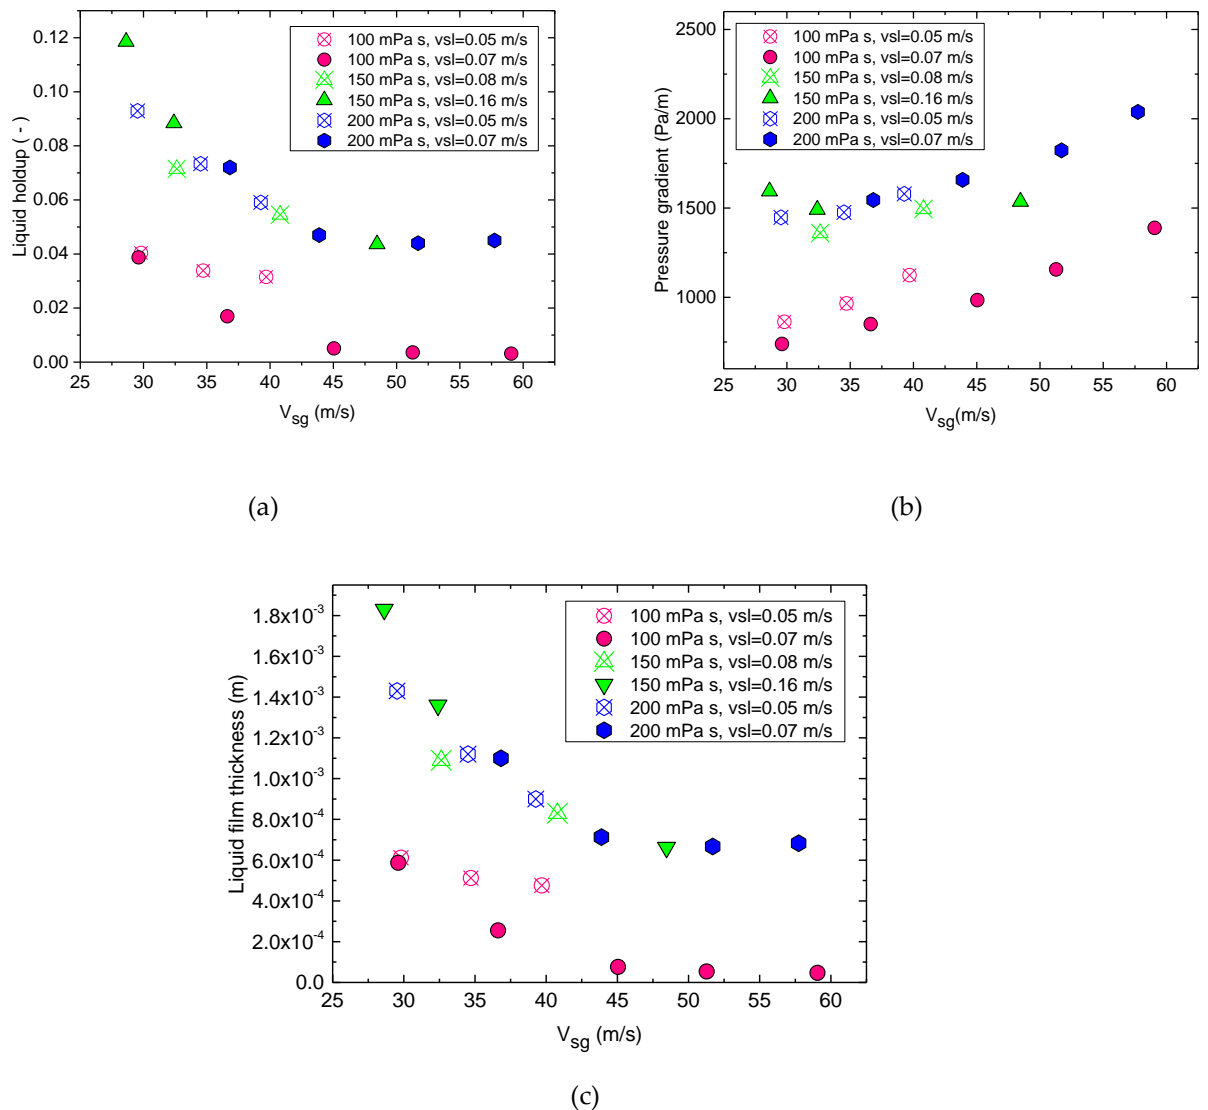 0.12
0.10
0.08
0.06
0.04
0.02
0.00
25 30 35 40 45 50 55 60
Liquid holdup ( - )
V_sg (m/s)
100 mPa s, vsl=0.05 m/s
100 mPa s, vsl=0.07 m/s
150 mPa s, vsl=0.08 m/s
150 mPa s, vsl=0.16 m/s
200 mPa s, vsl=0.05 m/s
200 mPa s, vsl=0.07 m/s
(a)
2500
2000
1500
1000
25 30 35 40 45 50 55 60
Pressure gradient (Pa/m)
V_sg(m/s)
100 mPa s, vsl=0.05 m/s
100 mPa s, vsl=0.07 m/s
150 mPa s, vsl=0.08 m/s
150 mPa s, vsl=0.16 m/s
200 mPa s, vsl=0.05 m/s
200 mPa s, vsl=0.07 m/s
(b)
1.8x10⁻³
1.6x10⁻³
1.4x10⁻³
1.2x10⁻³
1.0x10⁻³
8.0x10⁻⁴
6.0x10⁻⁴
4.0x10⁻⁴
2.0x10⁻⁴
0.0
25 30 35 40 45 50 55 60
Liquid film thickness (m)
V_sg (m/s)
100 mPa s, vsl=0.05 m/s
100 mPa s, vsl=0.07 m/s
150 mPa s, vsl=0.08 m/s
150 mPa s, vsl=0.16 m/s
200 mPa s, vsl=0.05 m/s
200 mPa s, vsl=0.07 m/s
(c)